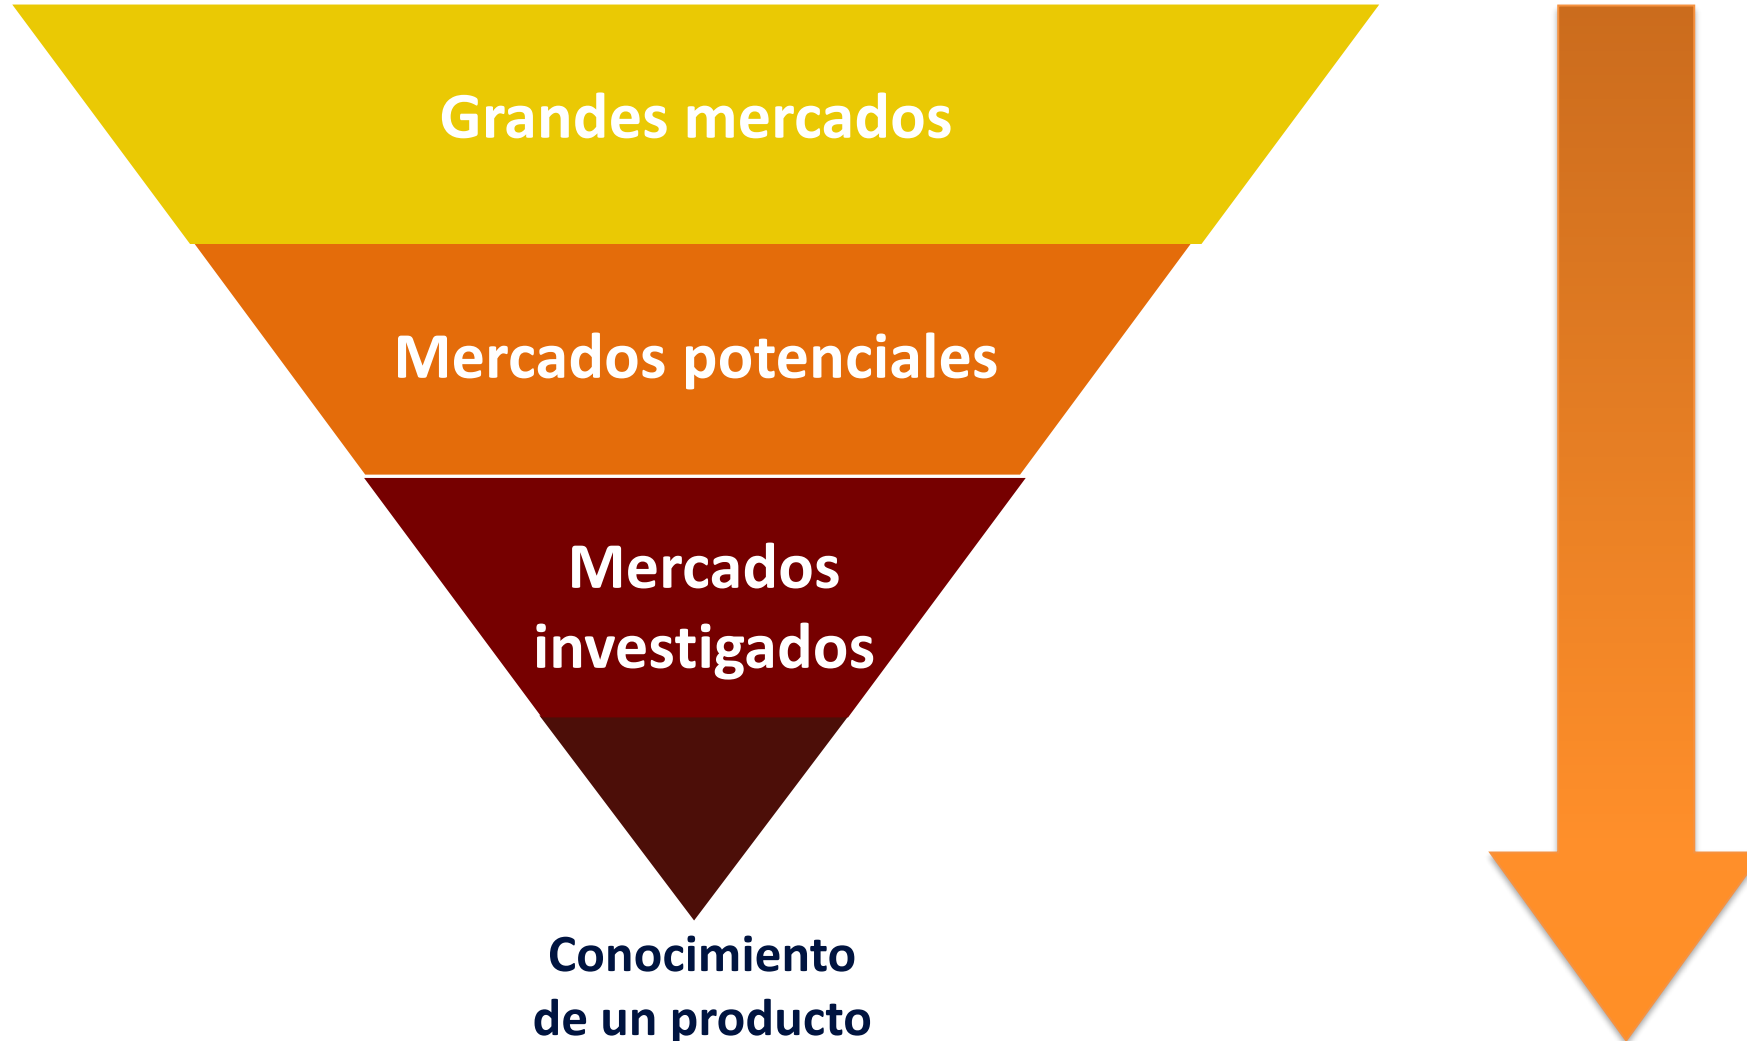 Grandes mercados
Mercados potenciales
Mercados
investigados
Conocimiento
de un producto